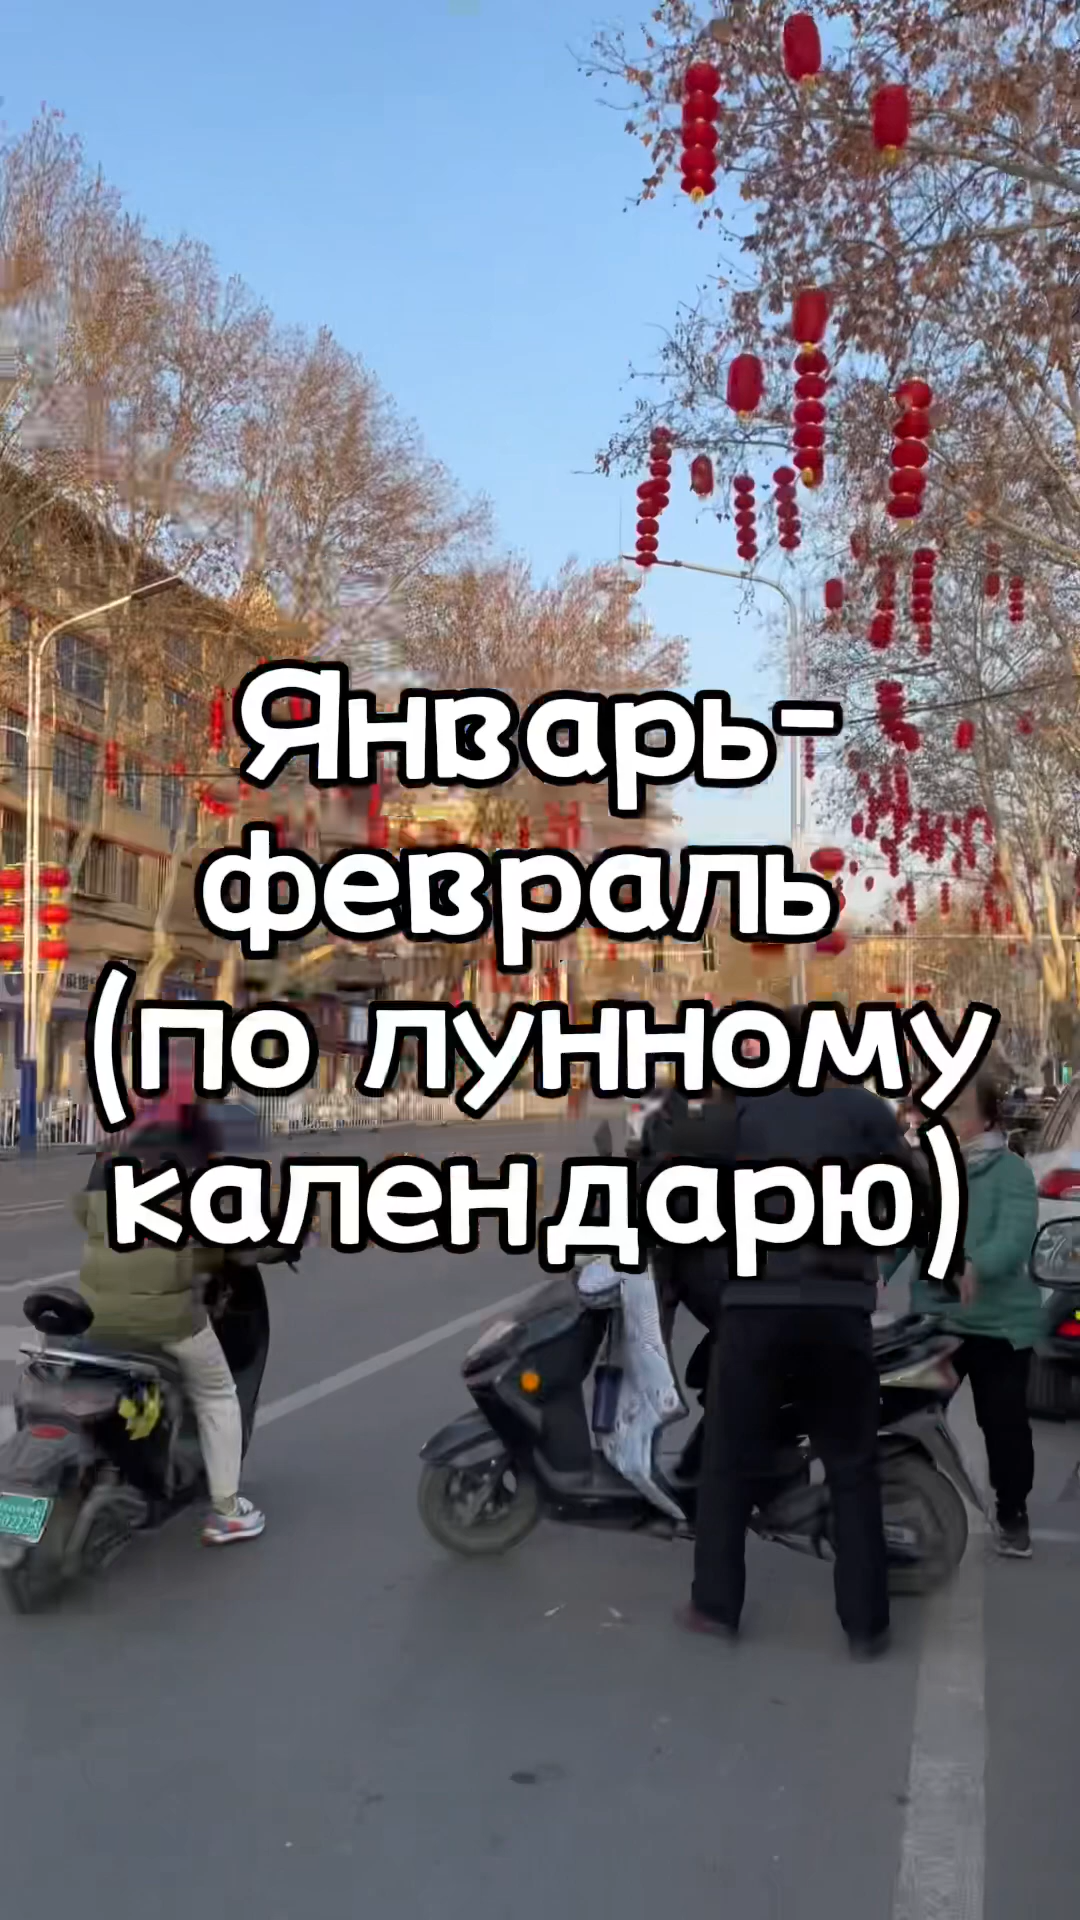 Январь-
февраль
(по лунному
календарю)